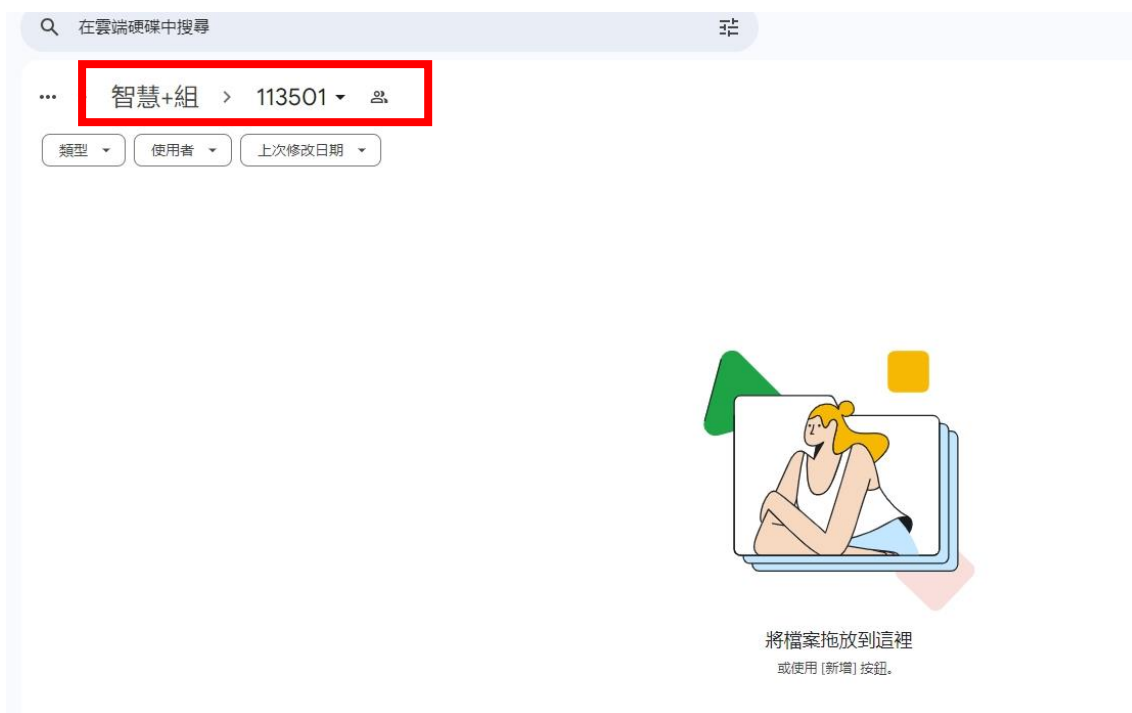 在雲端硬碟中搜尋
智慧+組 > 113501
類型 使用者 上次修改日期
將檔案拖放到這裡
或使用 [新增] 按鈕。